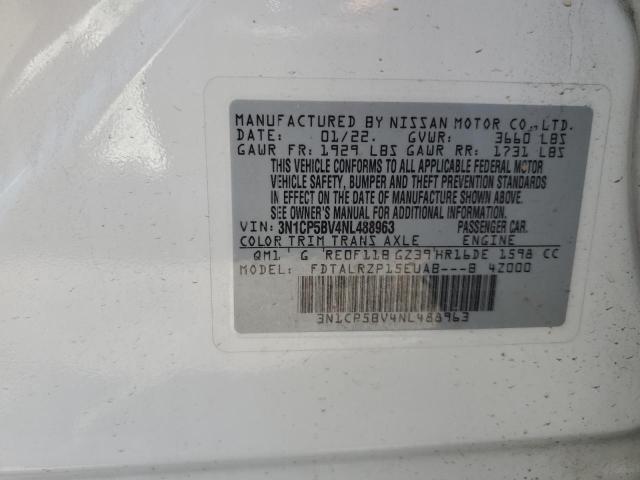 MANUFACTURED BY NISSAN MOTOR CO., LTD.
DATE: 01/22. GVWR: 3660 LBS
GAWR FR: 1929 LBS GAWR RR: 1731 LBS
THIS VEHICLE CONFORMS TO ALL APPLICABLE FEDERAL MOTOR
VEHICLE SAFETY, BUMPER AND THEFT PREVENTION STANDARDS
IN EFFECT ON THE DATE OF MANUFACTURE SHOWN ABOVE.
SEE OWNER'S MANUAL FOR ADDITIONAL INFORMATION.
VIN: 3N1CP5BV4NL488963 PASSENGER CAR
COLOR TRIM TRANS AXLE ENGINE
QM1 G RE0F11B GZ39 HR16DE 1598 CC
MODEL: FDTALRZP15EUAB---B 4Z000
3N1CP5BV4NL488963